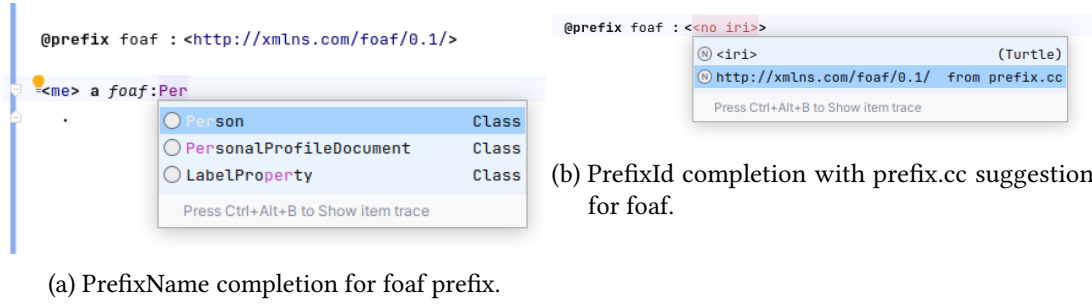 @prefix foaf : <http://xmlns.com/foaf/0.1/>
<me> a foaf:Per
.
Person Class
PersonalProfileDocument Class
LabelProperty Class
Press Ctrl+Alt+B to Show item trace
(a) PrefixName completion for foaf prefix.
@prefix foaf : <<no iri>>
N <iri> (Turtle)
N http://xmlns.com/foaf/0.1/ from prefix.cc
Press Ctrl+Alt+B to Show item trace
(b) PrefixId completion with prefix.cc suggestion
for foaf.